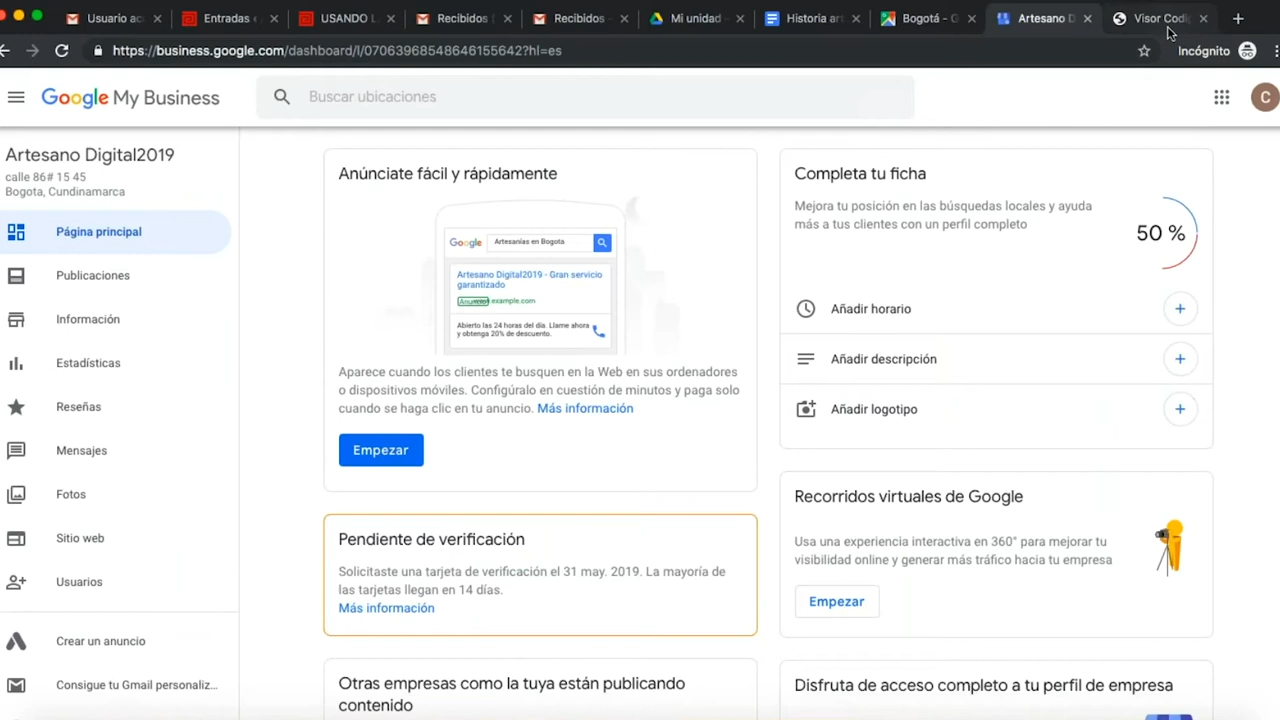 Usuario ac
Entradas
USANDO L
Recibidos
Recibidos
Mi unidad
Historia art
Bogotá - G
Artesano D
Visor Codi
https://business.google.com/dashboard/l/07063968548646155642?hl=es
Incógnito
Google My Business
Buscar ubicaciones
C
Artesano Digital2019
calle 86# 15 45
Bogota, Cundinamarca
Página principal
Publicaciones
Información
Estadísticas
Reseñas
Mensajes
Fotos
Sitio web
Usuarios
Crear un anuncio
Consigue tu Gmail personaliz...
Anúnciate fácil y rápidamente
Google
Artesanías en Bogota
Artesano Digital2019 - Gran servicio
garantizado
.example.com
Abierto las 24 horas del día. Llame ahora
y obtenga 20% de descuento.
Aparece cuando los clientes te busquen en la Web en sus ordenadores
o dispositivos móviles. Configúralo en cuestión de minutos y paga solo
cuando se haga clic en tu anuncio. Más información
Empezar
Pendiente de verificación
Solicitaste una tarjeta de verificación el 31 may. 2019. La mayoría de
las tarjetas llegan en 14 días.
Más información
Otras empresas como la tuya están publicando
contenido
Completa tu ficha
Mejora tu posición en las búsquedas locales y ayuda
más a tus clientes con un perfil completo
50 %
Añadir horario
Añadir descripción
Añadir logotipo
Recorridos virtuales de Google
Usa una experiencia interactiva en 360° para mejorar tu
visibilidad online y generar más tráfico hacia tu empresa
Empezar
Disfruta de acceso completo a tu perfil de empresa